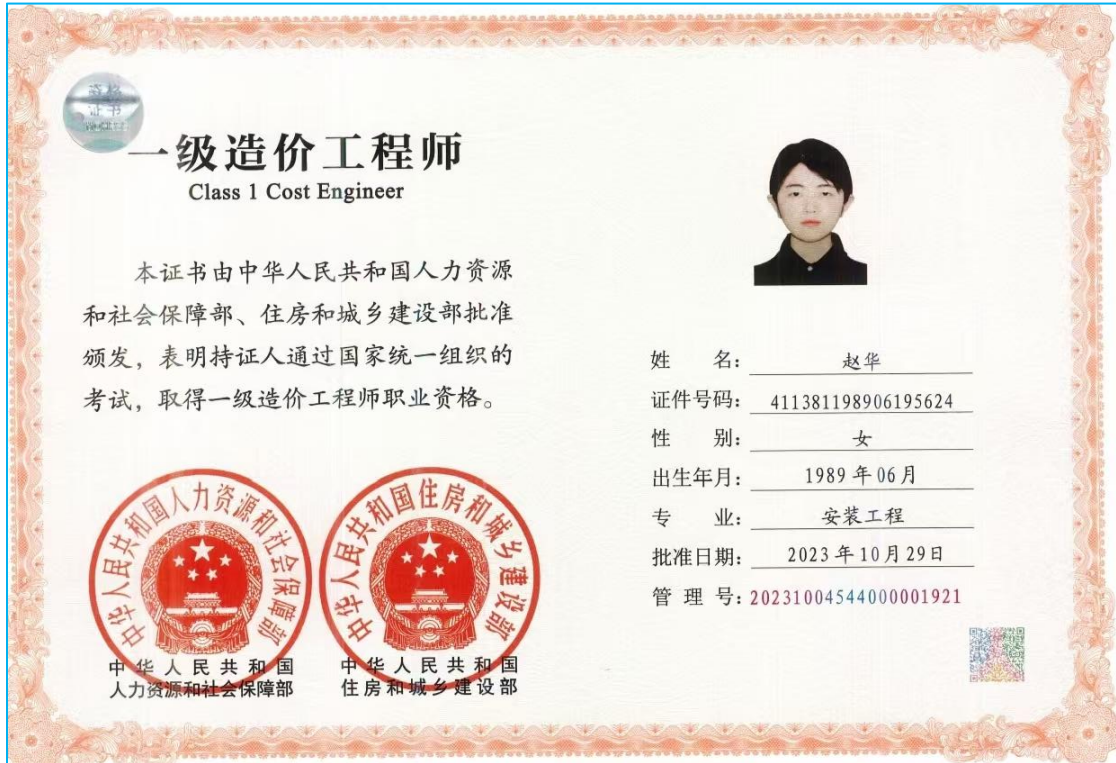 资格
证书
一级造价工程师
Class 1 Cost Engineer
本证书由中华人民共和国人力资源
和社会保障部、住房和城乡建设部批准
颁发，表明持证人通过国家统一组织的
考试，取得一级造价工程师职业资格。
姓 名： 赵华
证件号码： 411381198906195624
性 别： 女
出生年月： 1989年06月
专 业： 安装工程
批准日期： 2023年10月29日
管 理 号： 20231004544000001921
中华人民共和国人力资源和社会保障部
中华人民共和国住房和城乡建设部
中华人民共和国
人力资源和社会保障部
中华人民共和国
住房和城乡建设部